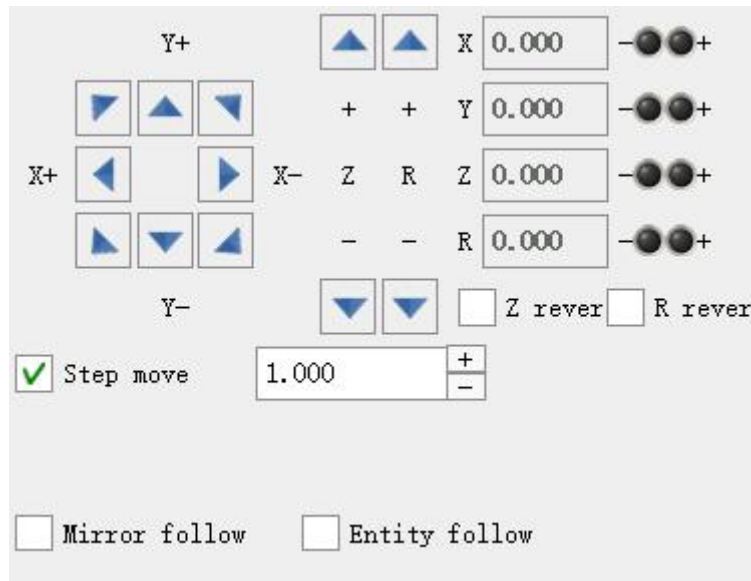 Y+ X 0.000 - +
+ + Y 0.000 - +
X+ X- Z R Z 0.000 - +
- - R 0.000 - +
Y- Z rever R rever
Step move 1.000 + -
Mirror follow Entity follow